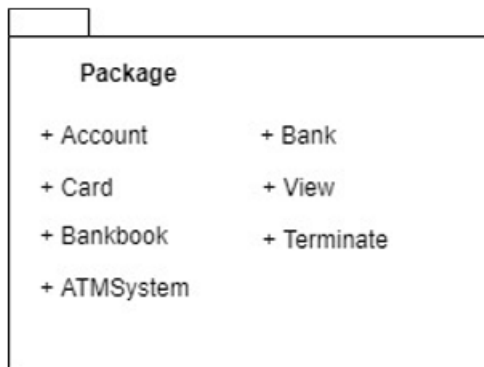 Package
+ Account
+ Card
+ Bankbook
+ ATMSystem
+ Bank
+ View
+ Terminate